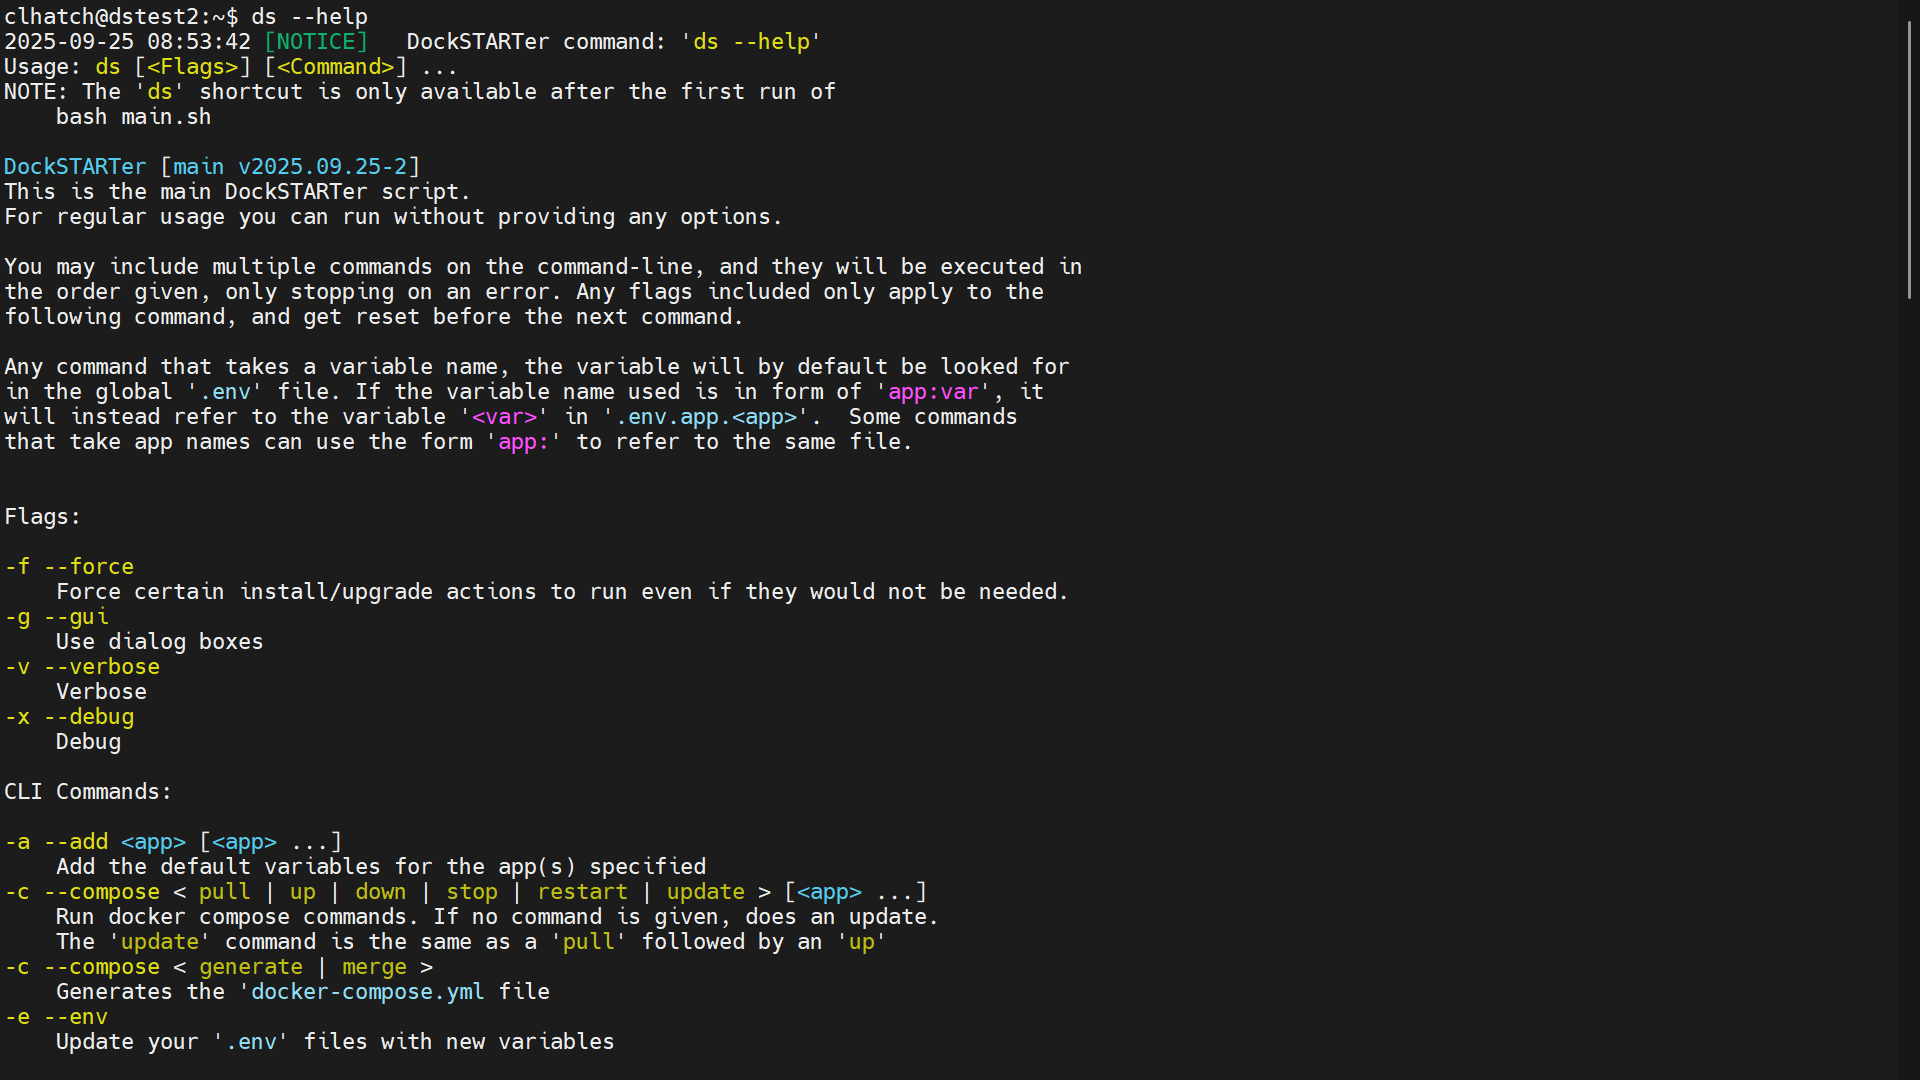 clhatch@dstest2:~$ ds --help
2025-09-25 08:53:42 [NOTICE]   DockSTARTer command: 'ds --help'
Usage: ds [<Flags>] [<Command>] ...
NOTE: The 'ds' shortcut is only available after the first run of
    bash main.sh

DockSTARTer [main v2025.09.25-2]
This is the main DockSTARTer script.
For regular usage you can run without providing any options.

You may include multiple commands on the command-line, and they will be executed in
the order given, only stopping on an error. Any flags included only apply to the
following command, and get reset before the next command.

Any command that takes a variable name, the variable will by default be looked for
in the global '.env' file. If the variable name used is in form of 'app:var', it
will instead refer to the variable '<var>' in '.env.app.<app>'.  Some commands
that take app names can use the form 'app:' to refer to the same file.


Flags:

-f --force
    Force certain install/upgrade actions to run even if they would not be needed.
-g --gui
    Use dialog boxes
-v --verbose
    Verbose
-x --debug
    Debug

CLI Commands:

-a --add <app> [<app> ...]
    Add the default variables for the app(s) specified
-c --compose < pull | up | down | stop | restart | update > [<app> ...]
    Run docker compose commands. If no command is given, does an update.
    The 'update' command is the same as a 'pull' followed by an 'up'
-c --compose < generate | merge >
    Generates the 'docker-compose.yml file
-e --env
    Update your '.env' files with new variables